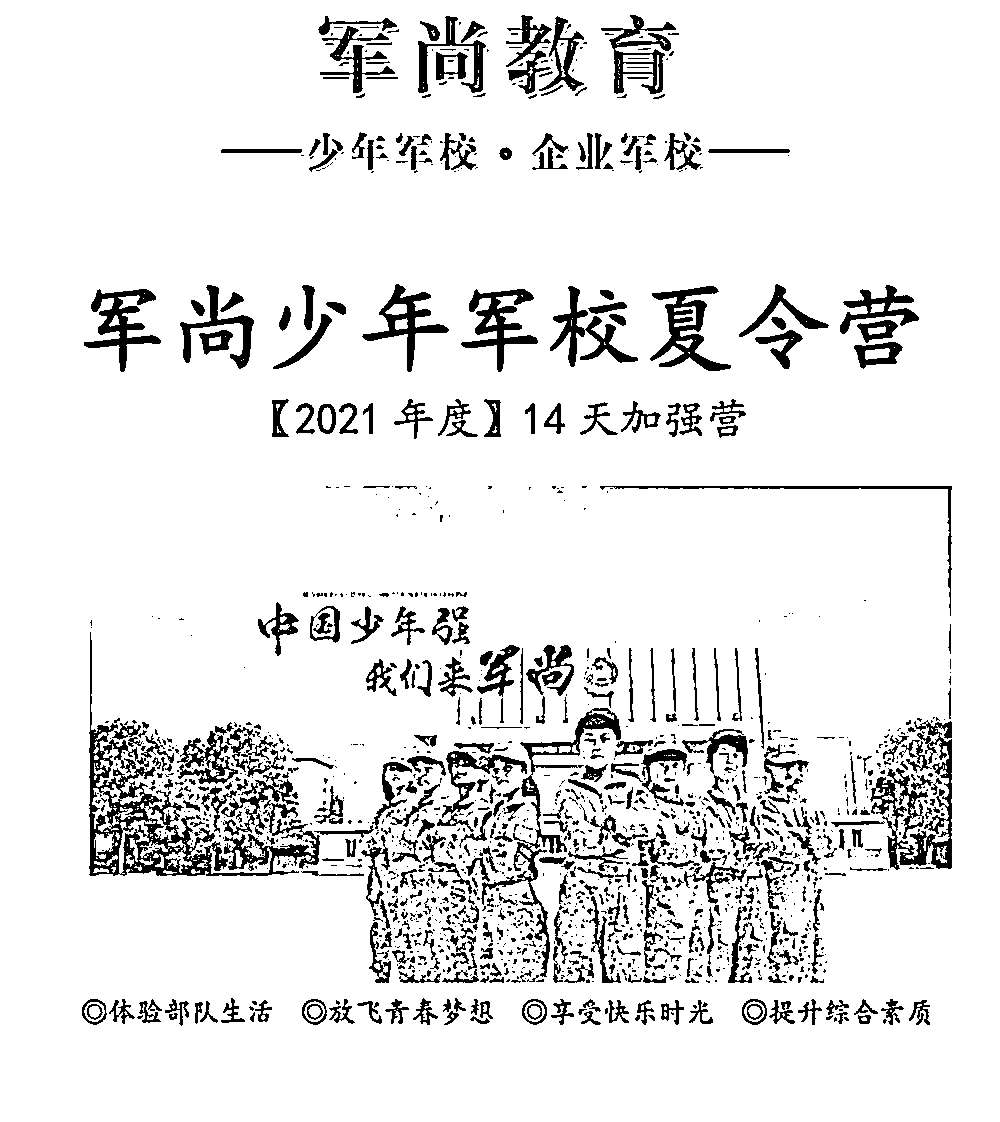 军尚教育
——少年军校·企业军校——
军尚少年军校夏令营
〖2021 年度〗14 天加强营
中国少年强
我们来军尚
◎体验部队生活 ◎放飞青春梦想 ◎享受快乐时光 ◎提升综合素质